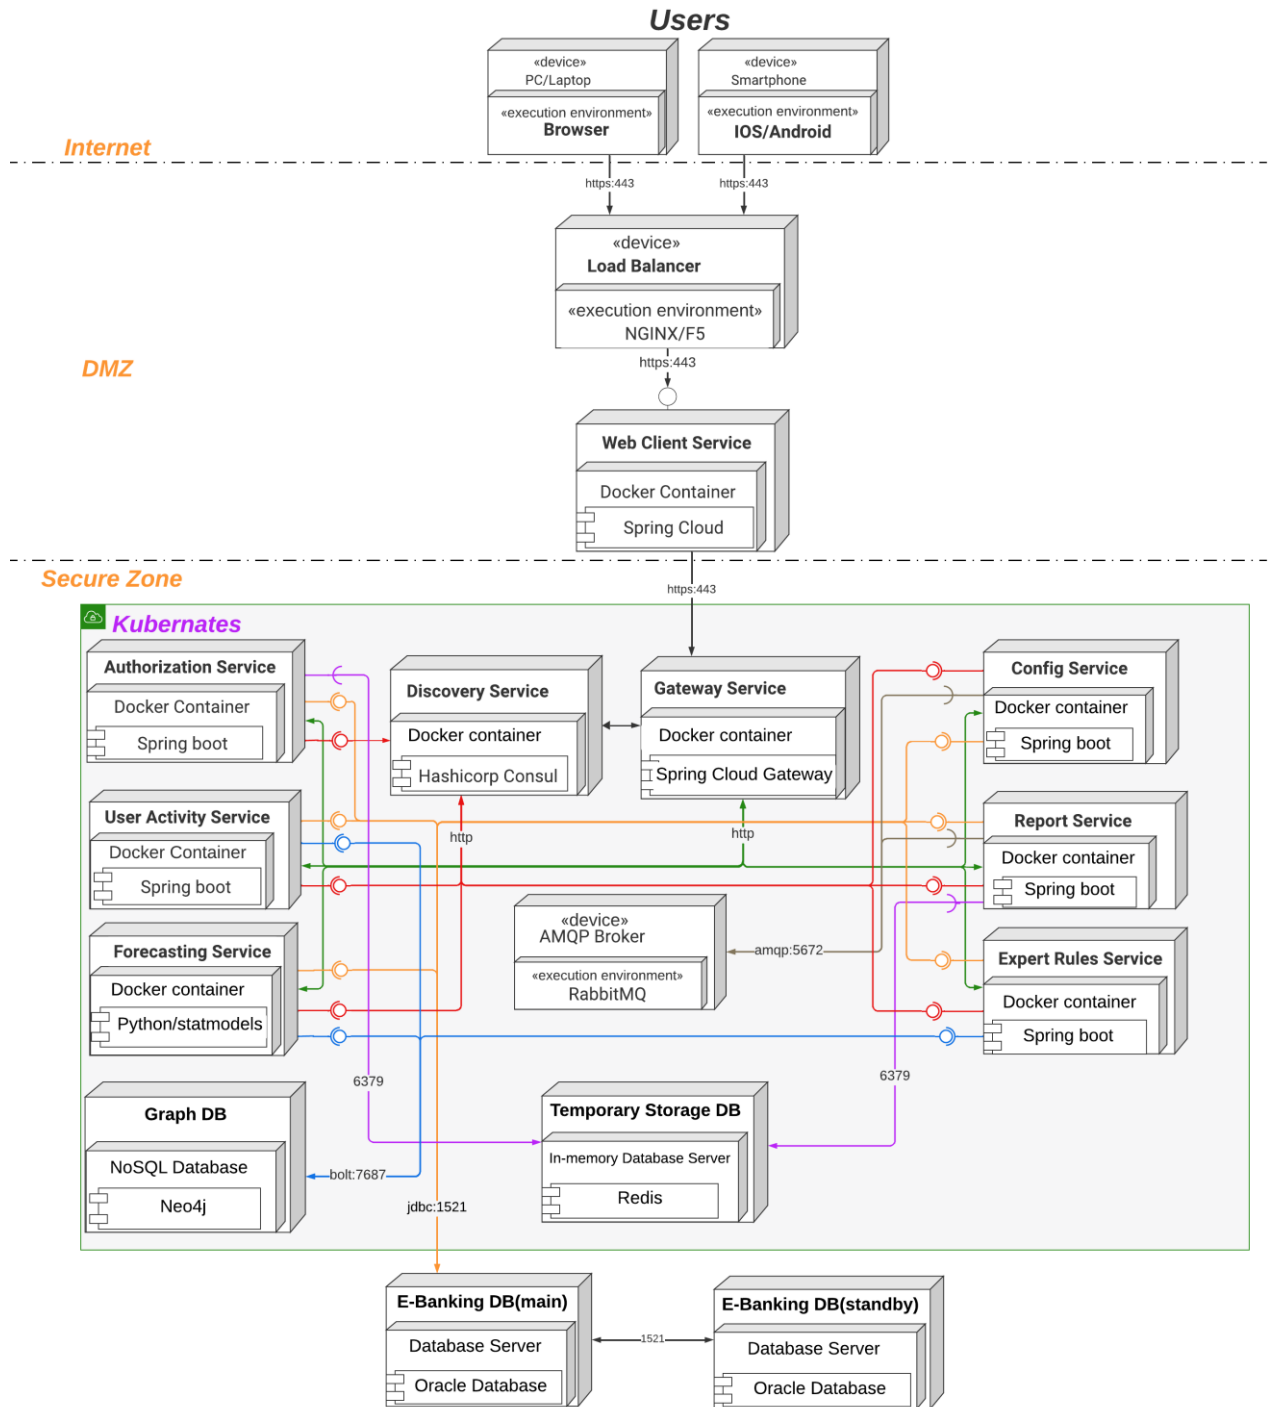 Users
«device»
PC/Laptop
«execution environment»
Browser
«device»
Smartphone
«execution environment»
IOS/Android
Internet
https:443
https:443
«device»
Load Balancer
«execution environment»
NGINX/F5
https:443
DMZ
Web Client Service
Docker Container
Spring Cloud
Secure Zone
https:443
Kubernates
Authorization Service
Docker Container
Spring boot
Discovery Service
Docker container
Hashicorp Consul
Gateway Service
Docker container
Spring Cloud Gateway
Config Service
Docker container
Spring boot
User Activity Service
Docker Container
Spring boot
http
http
Report Service
Docker container
Spring boot
Forecasting Service
Docker container
Python/statmodels
«device»
AMQP Broker
«execution environment»
RabbitMQ
amqp:5672
Expert Rules Service
Docker container
Spring boot
6379
6379
Graph DB
NoSQL Database
Neo4j
bolt:7687
jdbc:1521
Temporary Storage DB
In-memory Database Server
Redis
E-Banking DB(main)
Database Server
Oracle Database
1521
E-Banking DB(standby)
Database Server
Oracle Database